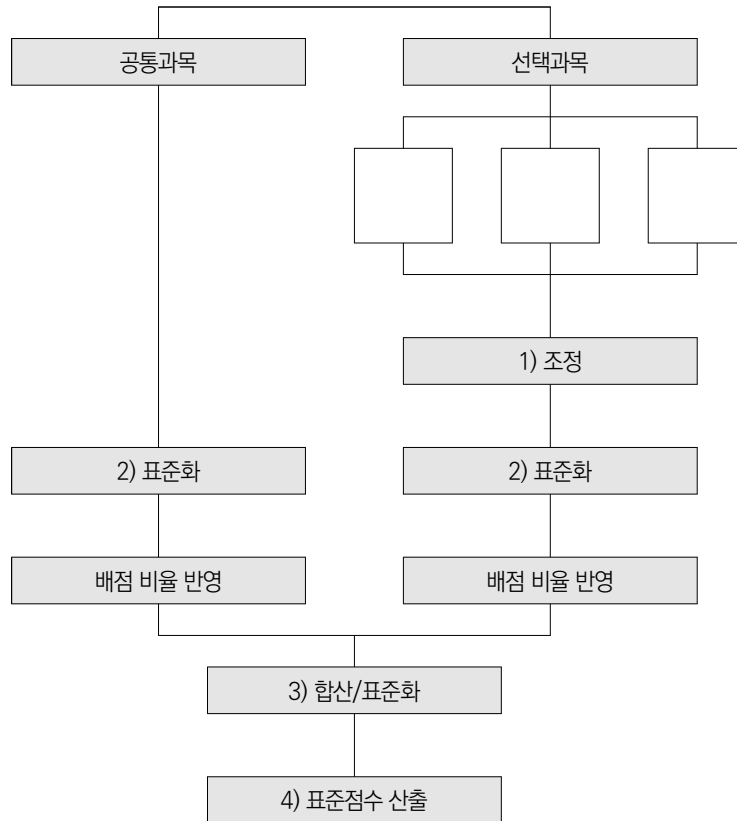 공통과목
선택과목
1) 조정
2) 표준화
2) 표준화
배점 비율 반영
배점 비율 반영
3) 합산/표준화
4) 표준점수 산출